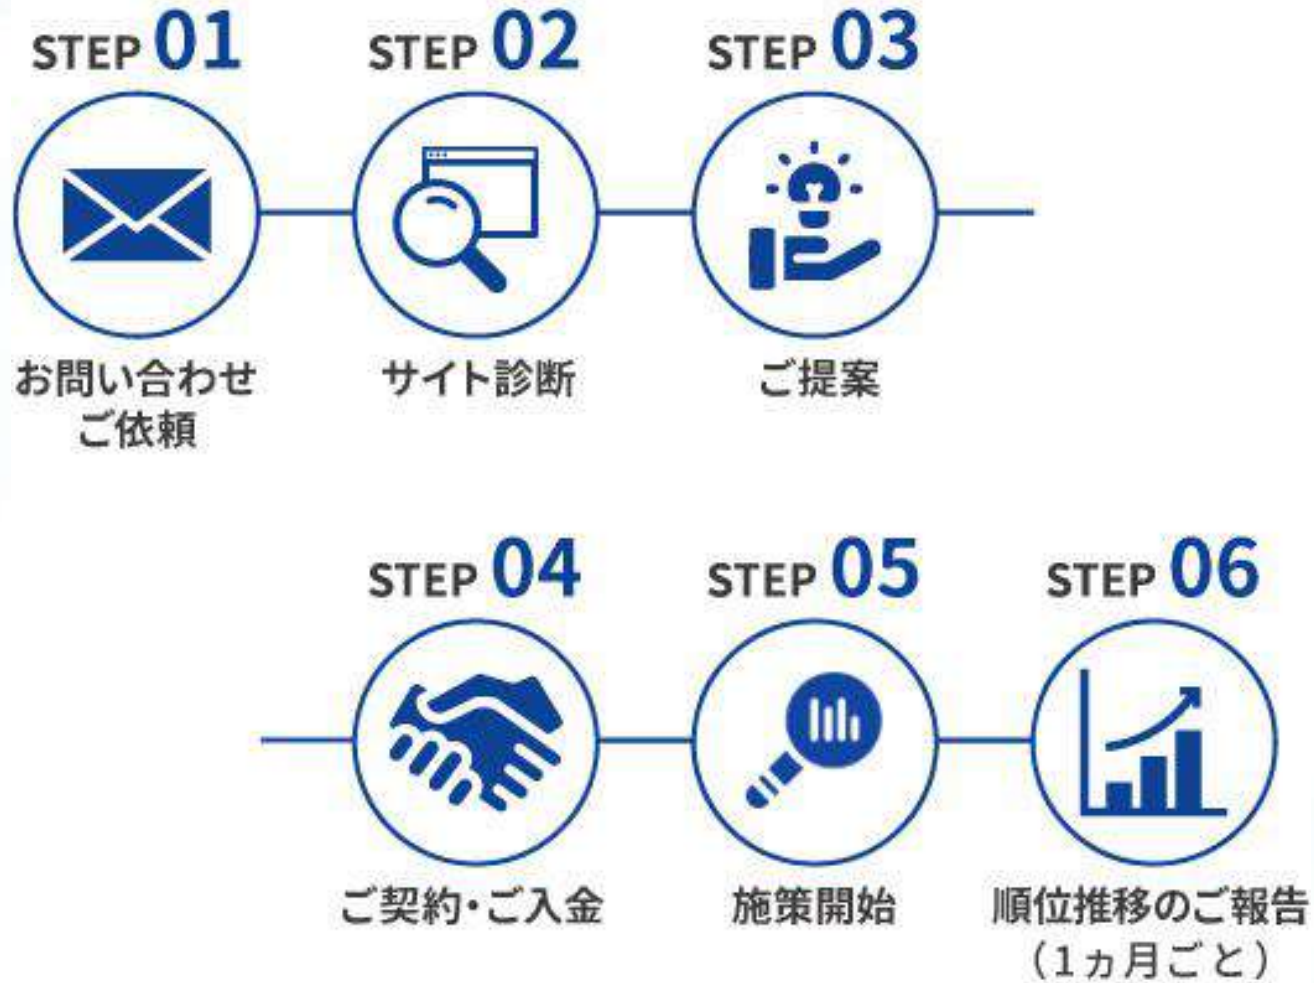 STEP 01
STEP 02
STEP 03
お問い合わせ
ご依頼
サイト診断
ご提案
STEP 04
STEP 05
STEP 06
ご契約・ご入金
施策開始
順位推移のご報告
（1ヵ月ごと）